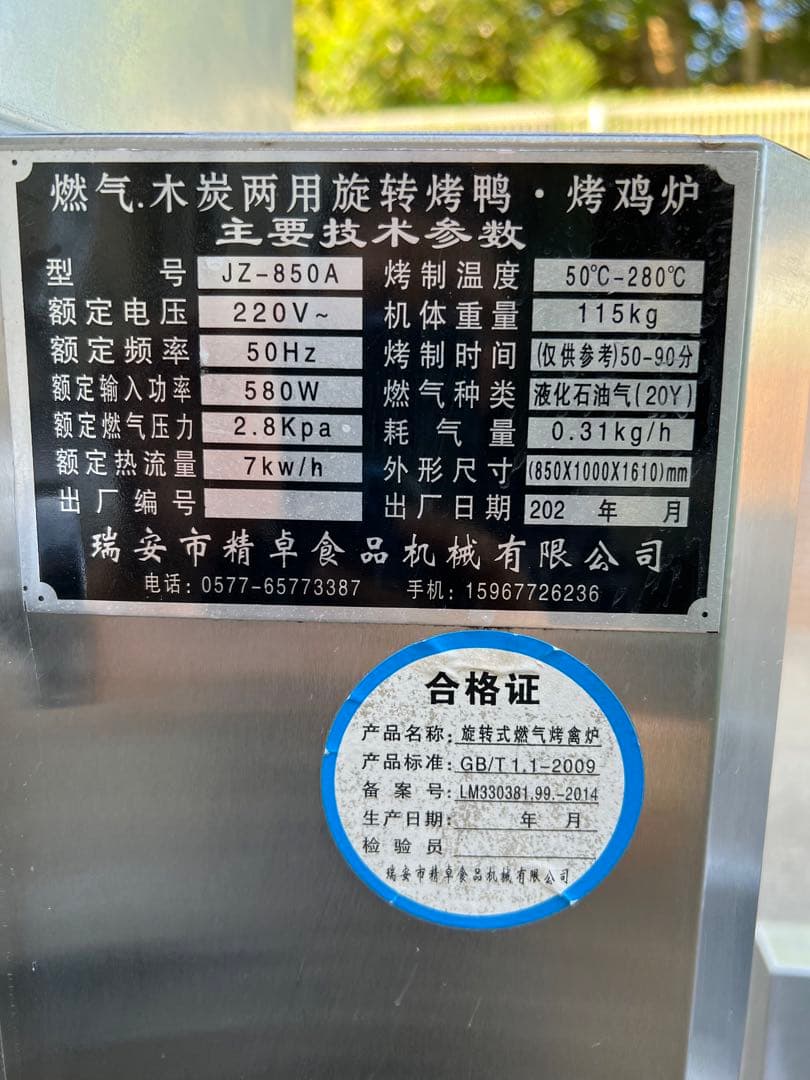 燃气.木炭两用旋转烤鸭·烤鸡炉
主要技术参数
型 号 JZ-850A 烤制温度 50℃-280℃
额定电压 220V~ 机体重量 115kg
额定频率 50Hz 烤制时间 (仅供参考)50-90分
额定输入功率 580W 燃气种类 液化石油气(20Y)
额定燃气压力 2.8Kpa 耗气量 0.31kg/h
额定热流量 7kw/h 外形尺寸 (850X1000X1610)mm
出厂编号 出厂日期 202 年 月
瑞安市精卓食品机械有限公司
电话: 0577-65773387 手机: 15967726236
合格证
产品名称: 旋转式燃气烤禽炉
产品标准: GB/T1.1-2009
备案号: LM330381.99.-2014
生产日期: 年 月
检验员
瑞安市精卓食品机械有限公司